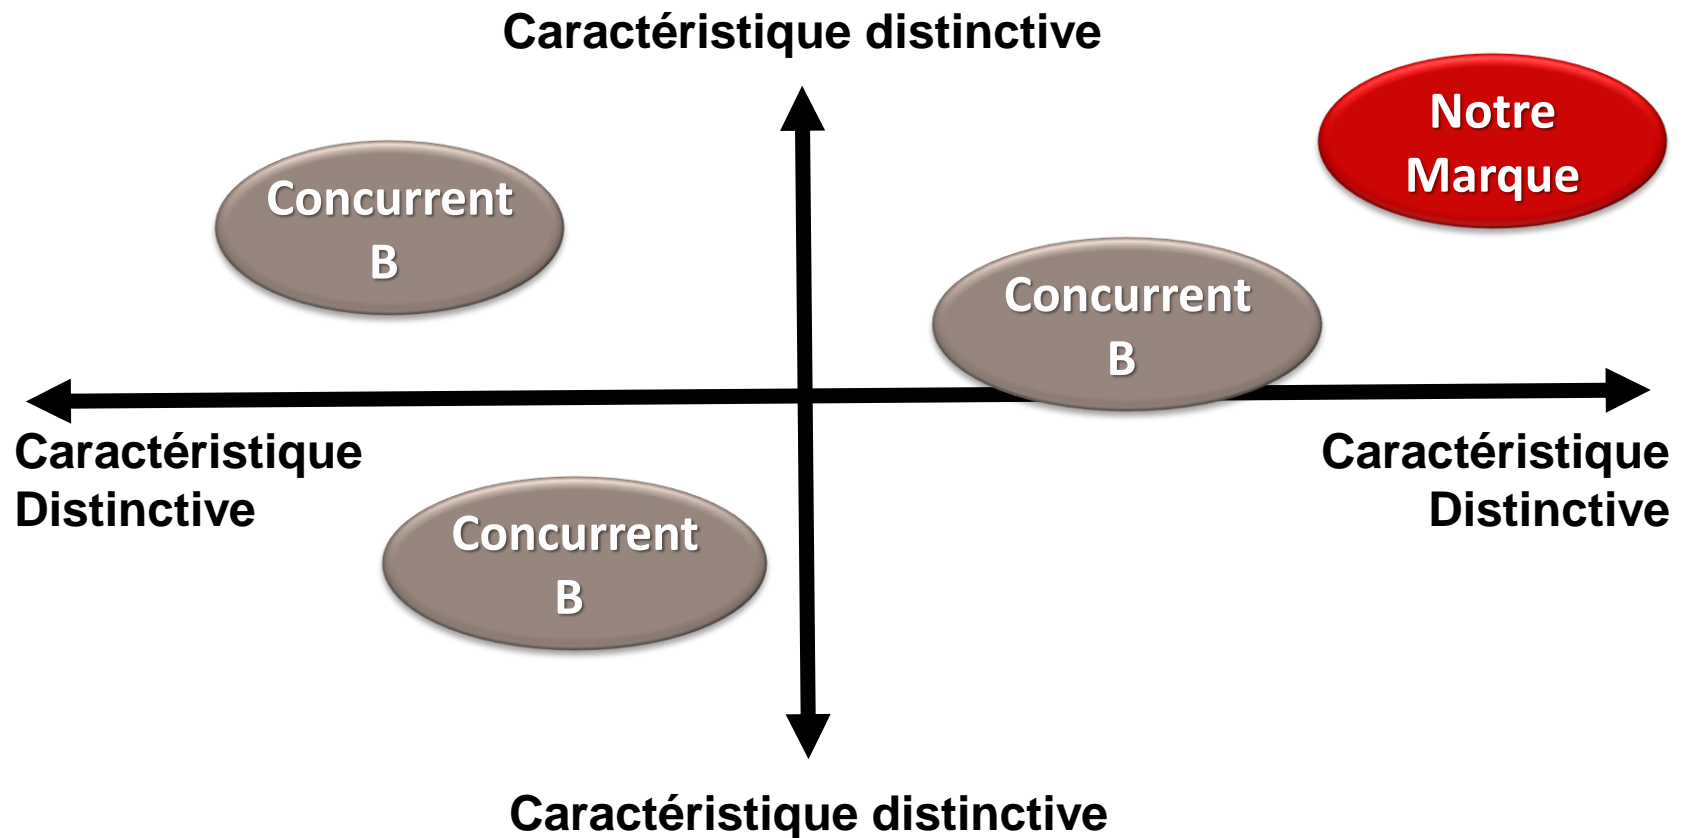 Caractéristique distinctive
Notre
Marque
Concurrent
B
Concurrent
B
Caractéristique
Distinctive
Caractéristique
Distinctive
Concurrent
B
Caractéristique distinctive